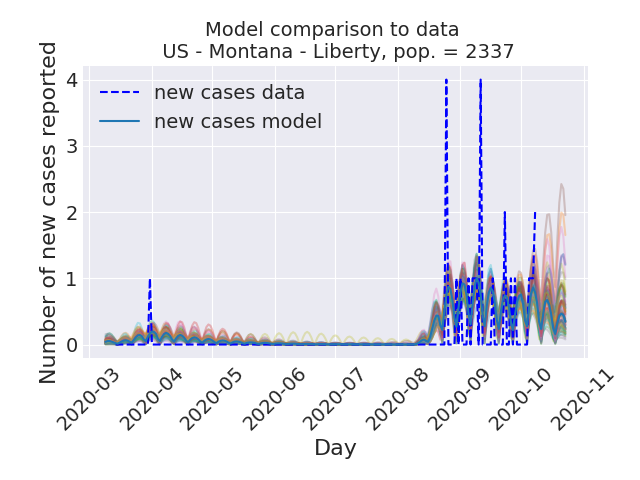 Model comparison to data
US - Montana - Liberty, pop. = 2337
Number of new cases reported
4
3
2
1
0
new cases data
new cases model
2020-03
2020-04
2020-05
2020-06
2020-07
2020-08
2020-09
2020-10
2020-11
Day